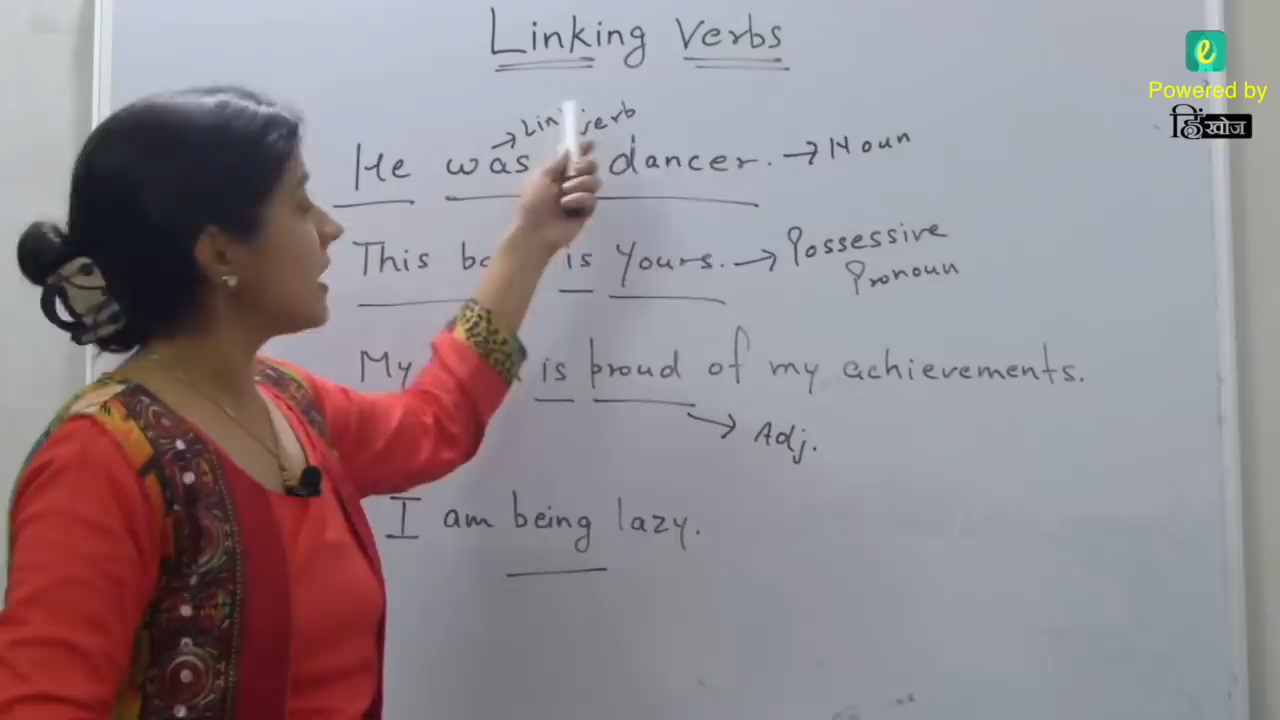 Linking Verbs
He was dancer. → Noun
This is Yours. → Possessive
Pronoun
My is proud of my achievements.
→ Adj.
I am being lazy.
e
Powered by
हिंखोज